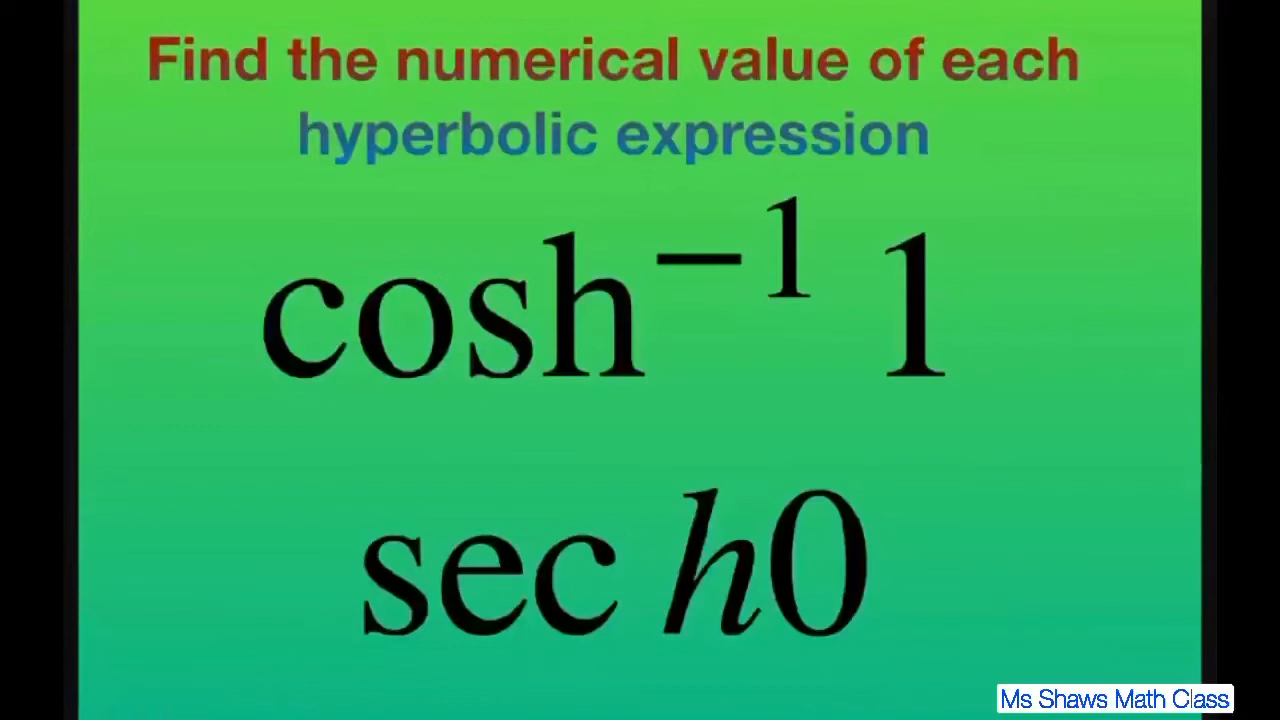 Find the numerical value of each
hyperbolic expression
cosh⁻¹ 1
sec h0
Ms Shaws Math Class